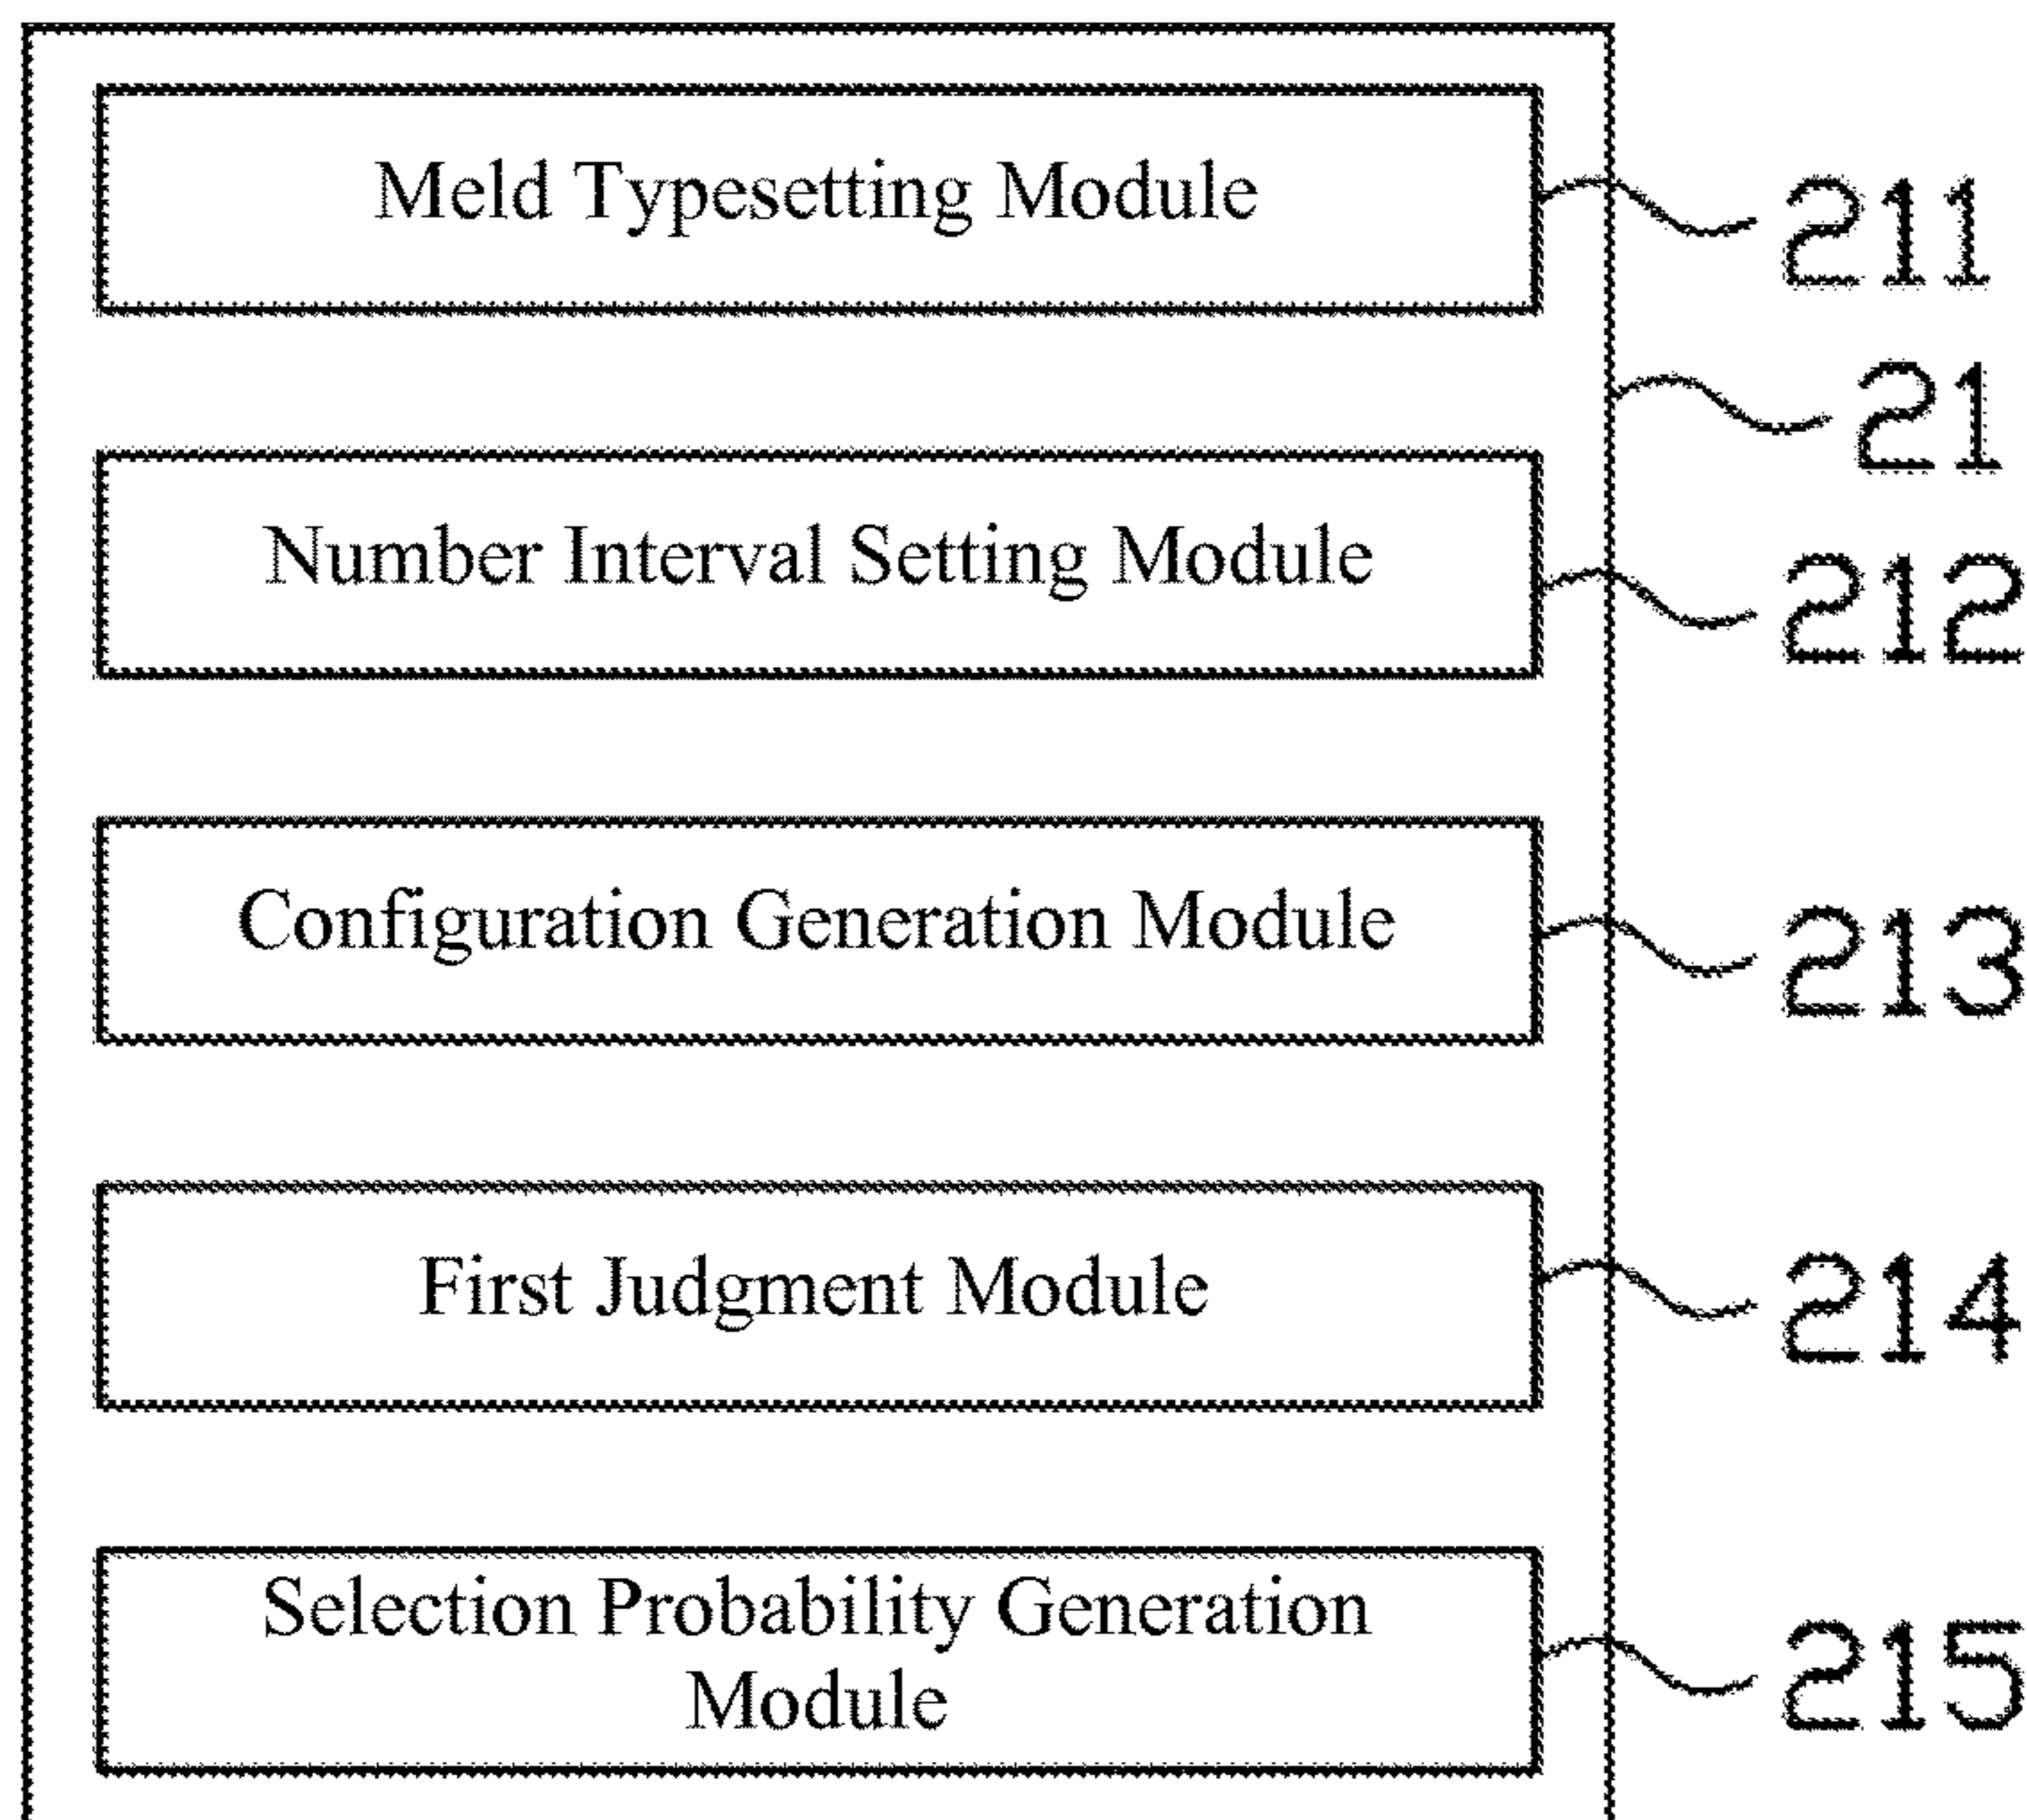 Meld Typesetting Module
211
21
Number Interval Setting Module
212
Configuration Generation Module
213
First Judgment Module
214
Selection Probability Generation
Module
215